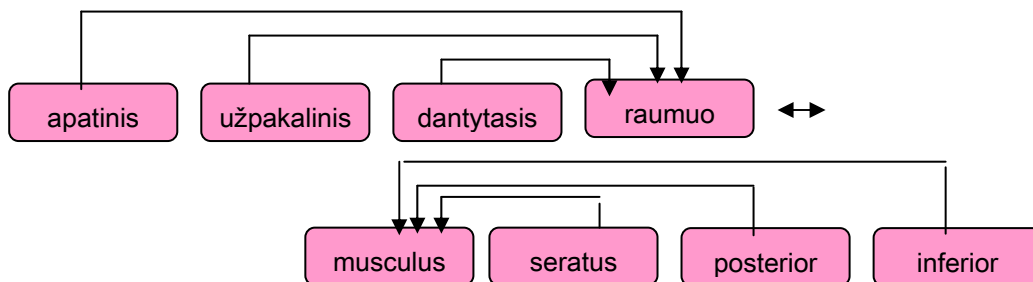 apatinis užpakalinis dantytasis raumuo
musculus seratus posterior inferior